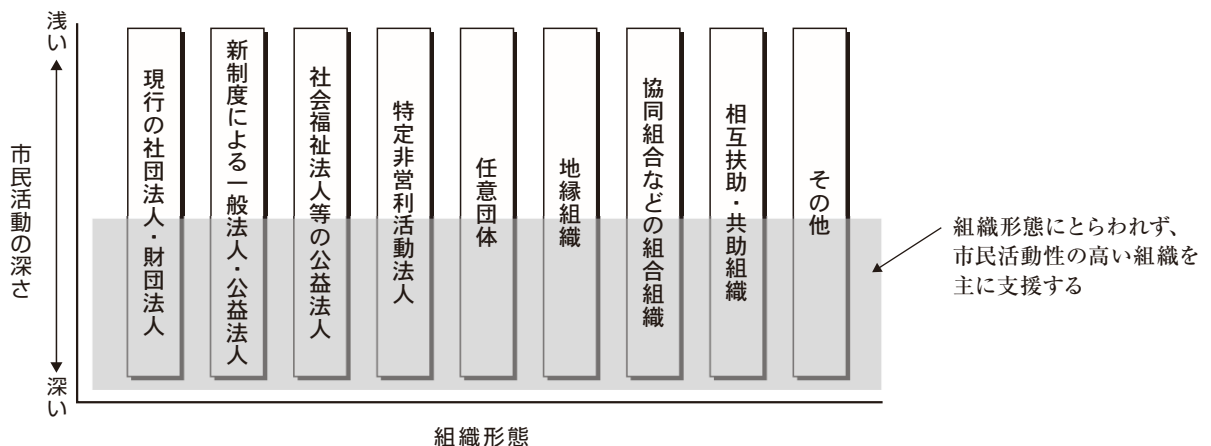 浅い
市民活動の深さ
深い
現行の社団法人・財団法人
新制度による一般法人・公益法人
社会福祉法人等の公益法人
特定非営利活動法人
任意団体
地縁組織
協同組合などの組合組織
相互扶助・共助組織
その他
組織形態にとらわれず、
市民活動性の高い組織を
主に支援する
組織形態